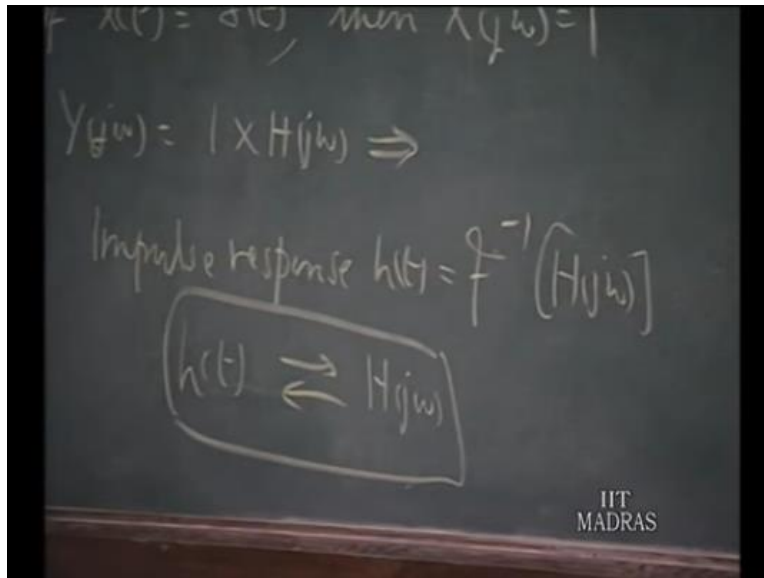 f x(t) = δ(t), then X(jω) = 1
Y(jω) = 1 X H(jω) ⇒
Impulse response h(t) = f⁻¹ [H(jω)]
h(t) ⇄ H(jω)
IIT
MADRAS